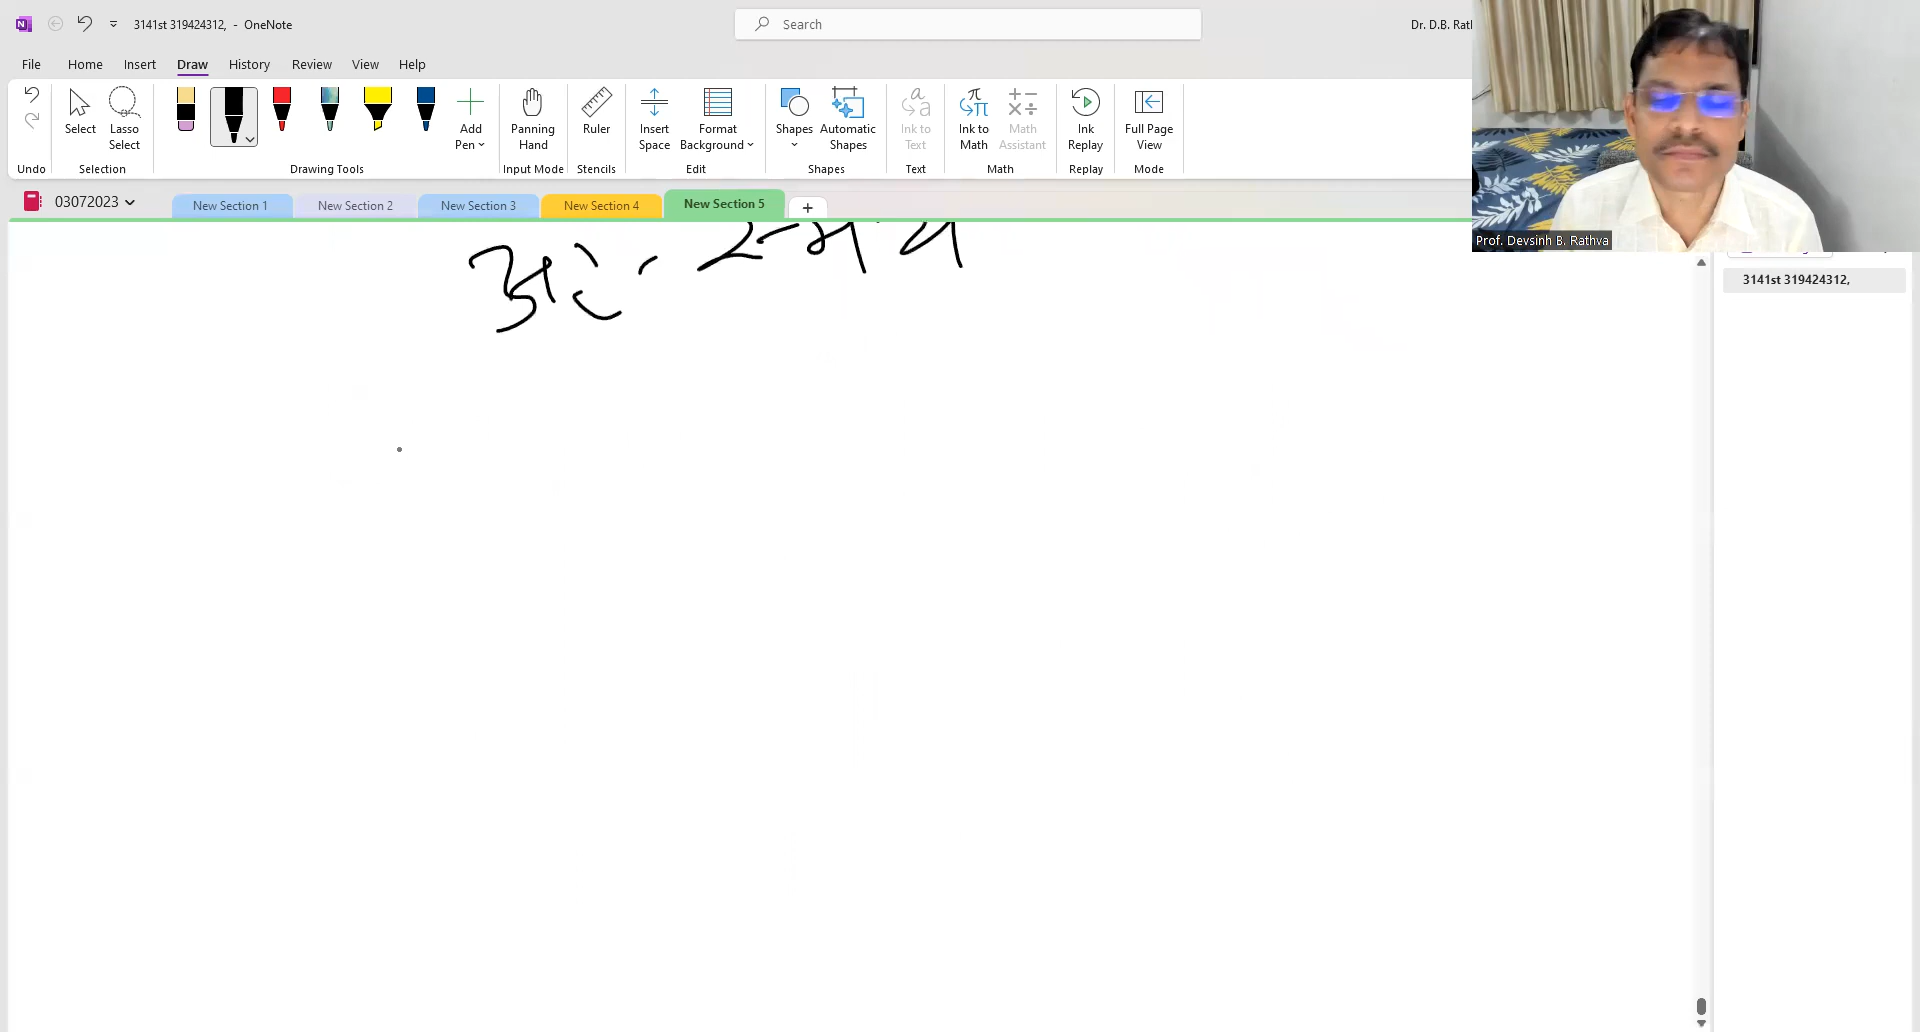 3141st 319424312, - OneNote
Search
Dr. D.B. Rath
File Home Insert Draw History Review View Help
Select
Lasso Select
Add Pen
Panning Hand
Ruler
Insert Space
Format Background
Shapes
Automatic Shapes
Ink to Text
Ink to Math
Math Assistant
Ink Replay
Full Page View
Undo Selection Drawing Tools Input Mode Stencils Edit Shapes Text Math Replay Mode
03072023 New Section 1 New Section 2 New Section 3 New Section 4 New Section 5
Prof. Devsinh B. Rathva
3141st 319424312,